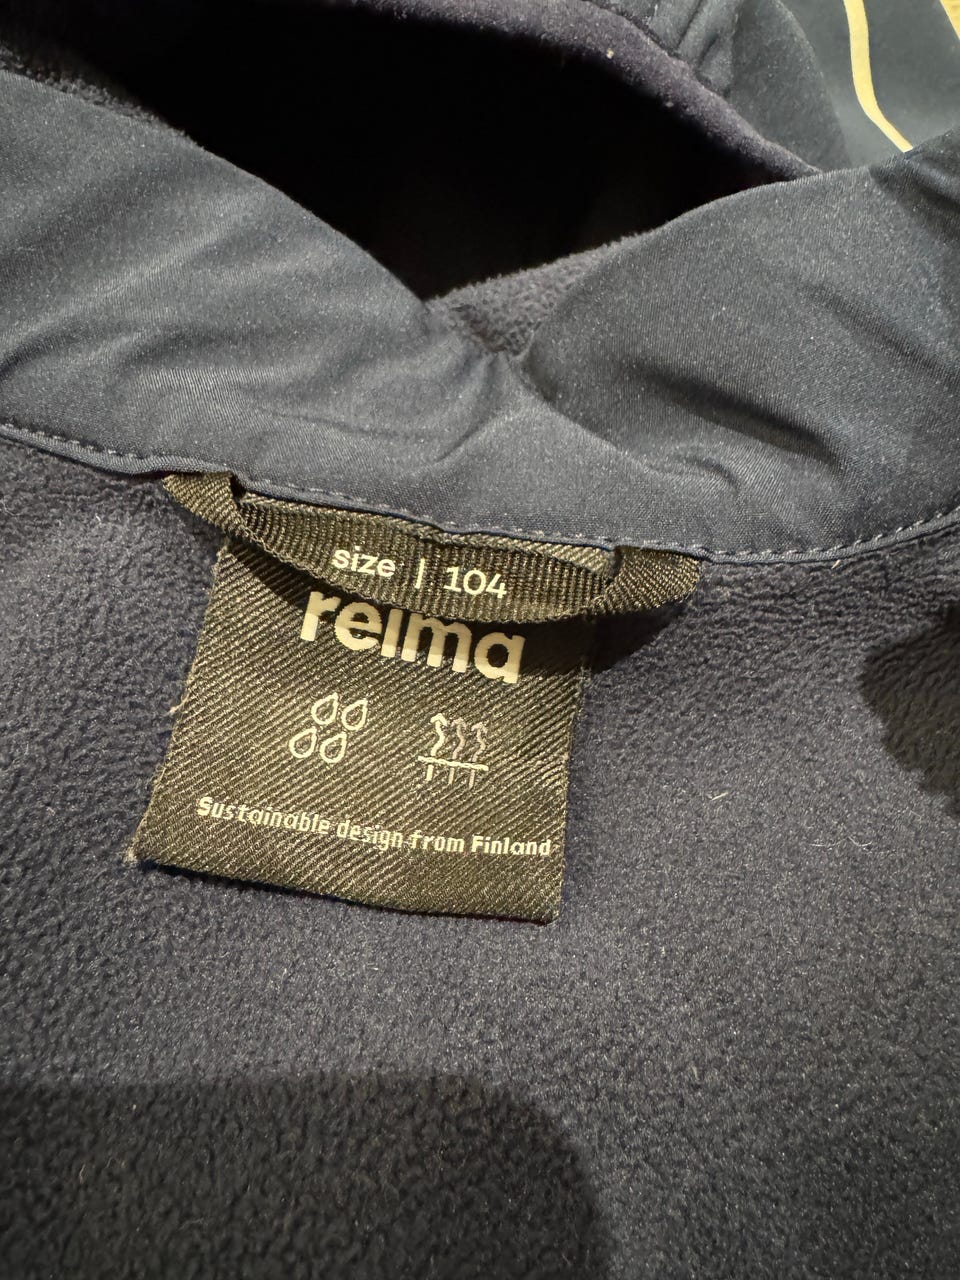 size | 104
reima
Sustainable design from Finland